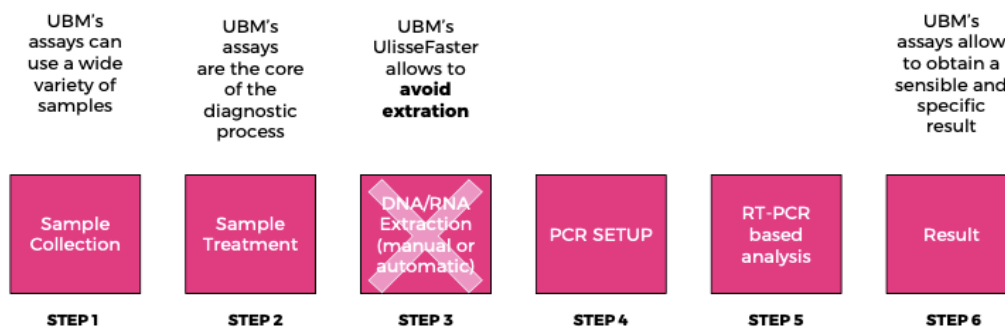 UBM's
assays can
use a wide
variety of
samples
UBM's
assays
are the core
of the
diagnostic
process
UBM's
UlisseFaster
allows to
avoid
extration
UBM's
assays allow
to obtain a
sensible and
specific
result
Sample
Collection
Sample
Treatment
DNA/RNA
Extraction
(manual or
automatic)
PCR SETUP
RT-PCR
based
analysis
Result
STEP 1
STEP 2
STEP 3
STEP 4
STEP 5
STEP 6